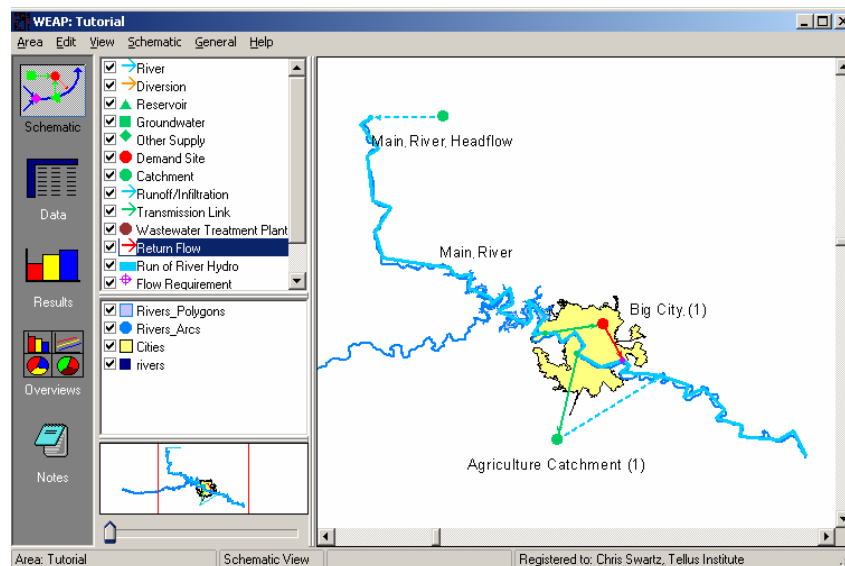 WEAP: Tutorial
Area Edit View Schematic General Help
Schematic
Data
Results
Overviews
Notes
River
Diversion
Reservoir
Groundwater
Other Supply
Demand Site
Catchment
Runoff/Infiltration
Transmission Link
Wastewater Treatment Plant
Return Flow
Run of River Hydro
Flow Requirement
Rivers_Polygons
Rivers_Arcs
Cities
rivers
Main, River, Headflow
Main, River
Big City, (1)
Agriculture Catchment (1)
Area: Tutorial
Schematic View
Registered to: Chris Swartz, Tellus Institute